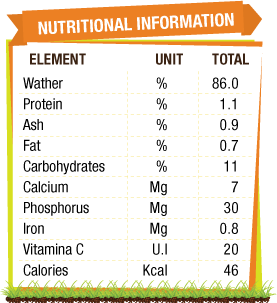 NUTRITIONAL INFORMATION
ELEMENT UNIT TOTAL
Wather % 86.0
Protein % 1.1
Ash % 0.9
Fat % 0.7
Carbohydrates % 11
Calcium Mg 7
Phosphorus Mg 30
Iron Mg 0.8
Vitamina C U.I 20
Calories Kcal 46